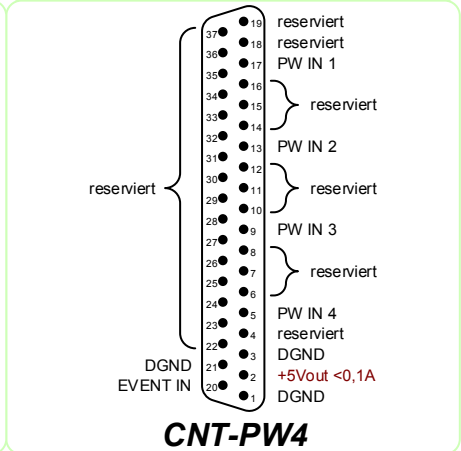 19 reserviert
37
18 reserviert
36
17 PW IN 1
35
16
34
15 reserviert
33
14
32
13 PW IN 2
31
12
30
reserviert
11 reserviert
29
10
28
9 PW IN 3
27
8
26
7 reserviert
25
6
24
5 PW IN 4
23
4 reserviert
22
3 DGND
DGND 21
2 +5Vout <0,1A
EVENT IN 20
1 DGND
CNT-PW4